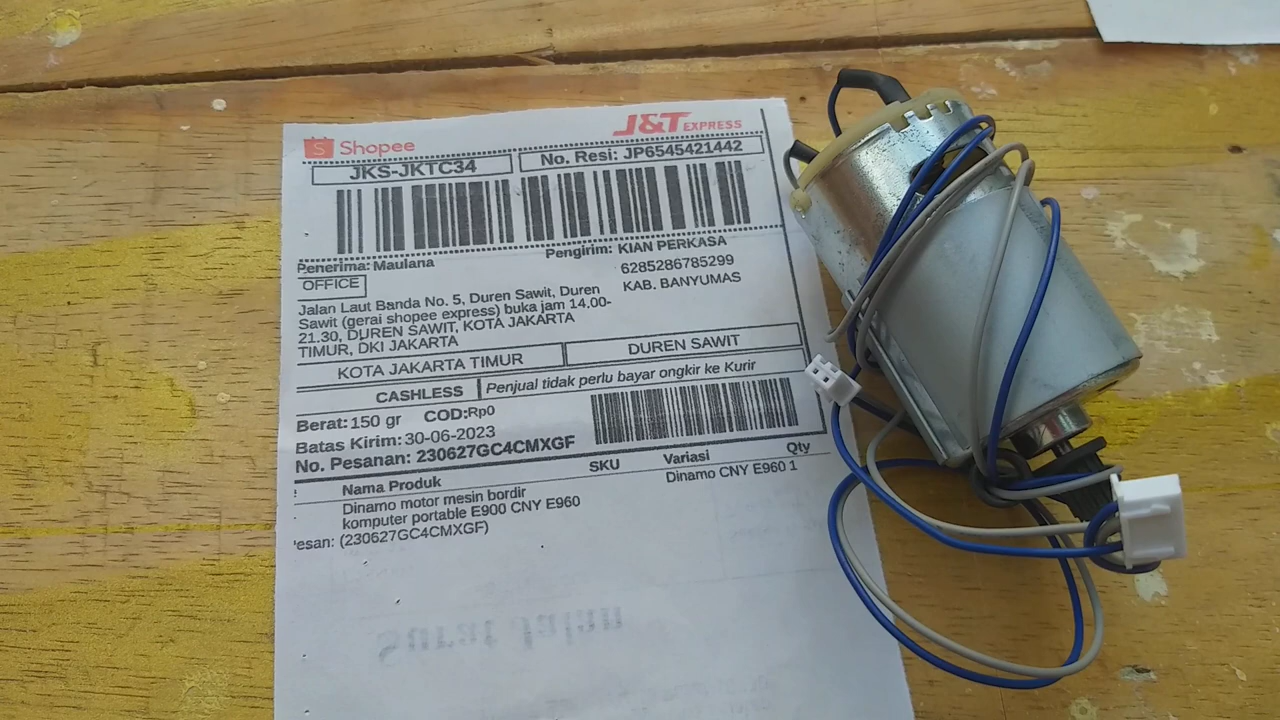 Shopee
J&T EXPRESS
JKS-JKTC34
No. Resi: JP6545421442
Penerima: Maulana
OFFICE
Jalan Laut Banda No. 5, Duren Sawit, Duren
Sawit (gerai shopee express) buka jam 14.00-
21.30, DUREN SAWIT, KOTA JAKARTA
TIMUR, DKI JAKARTA
Pengirim: KIAN PERKASA
6285286785299
KAB. BANYUMAS
KOTA JAKARTA TIMUR
DUREN SAWIT
CASHLESS
Penjual tidak perlu bayar ongkir ke Kurir
Berat: 150 gr COD:Rp0
Batas Kirim: 30-06-2023
No. Pesanan: 230627GC4CMXGF
Nama Produk SKU Variasi Qty
Dinamo motor mesin bordir Dinamo CNY E960 1
komputer portable E900 CNY E960
(230627GC4CMXGF)
esan:
Surat Jalan